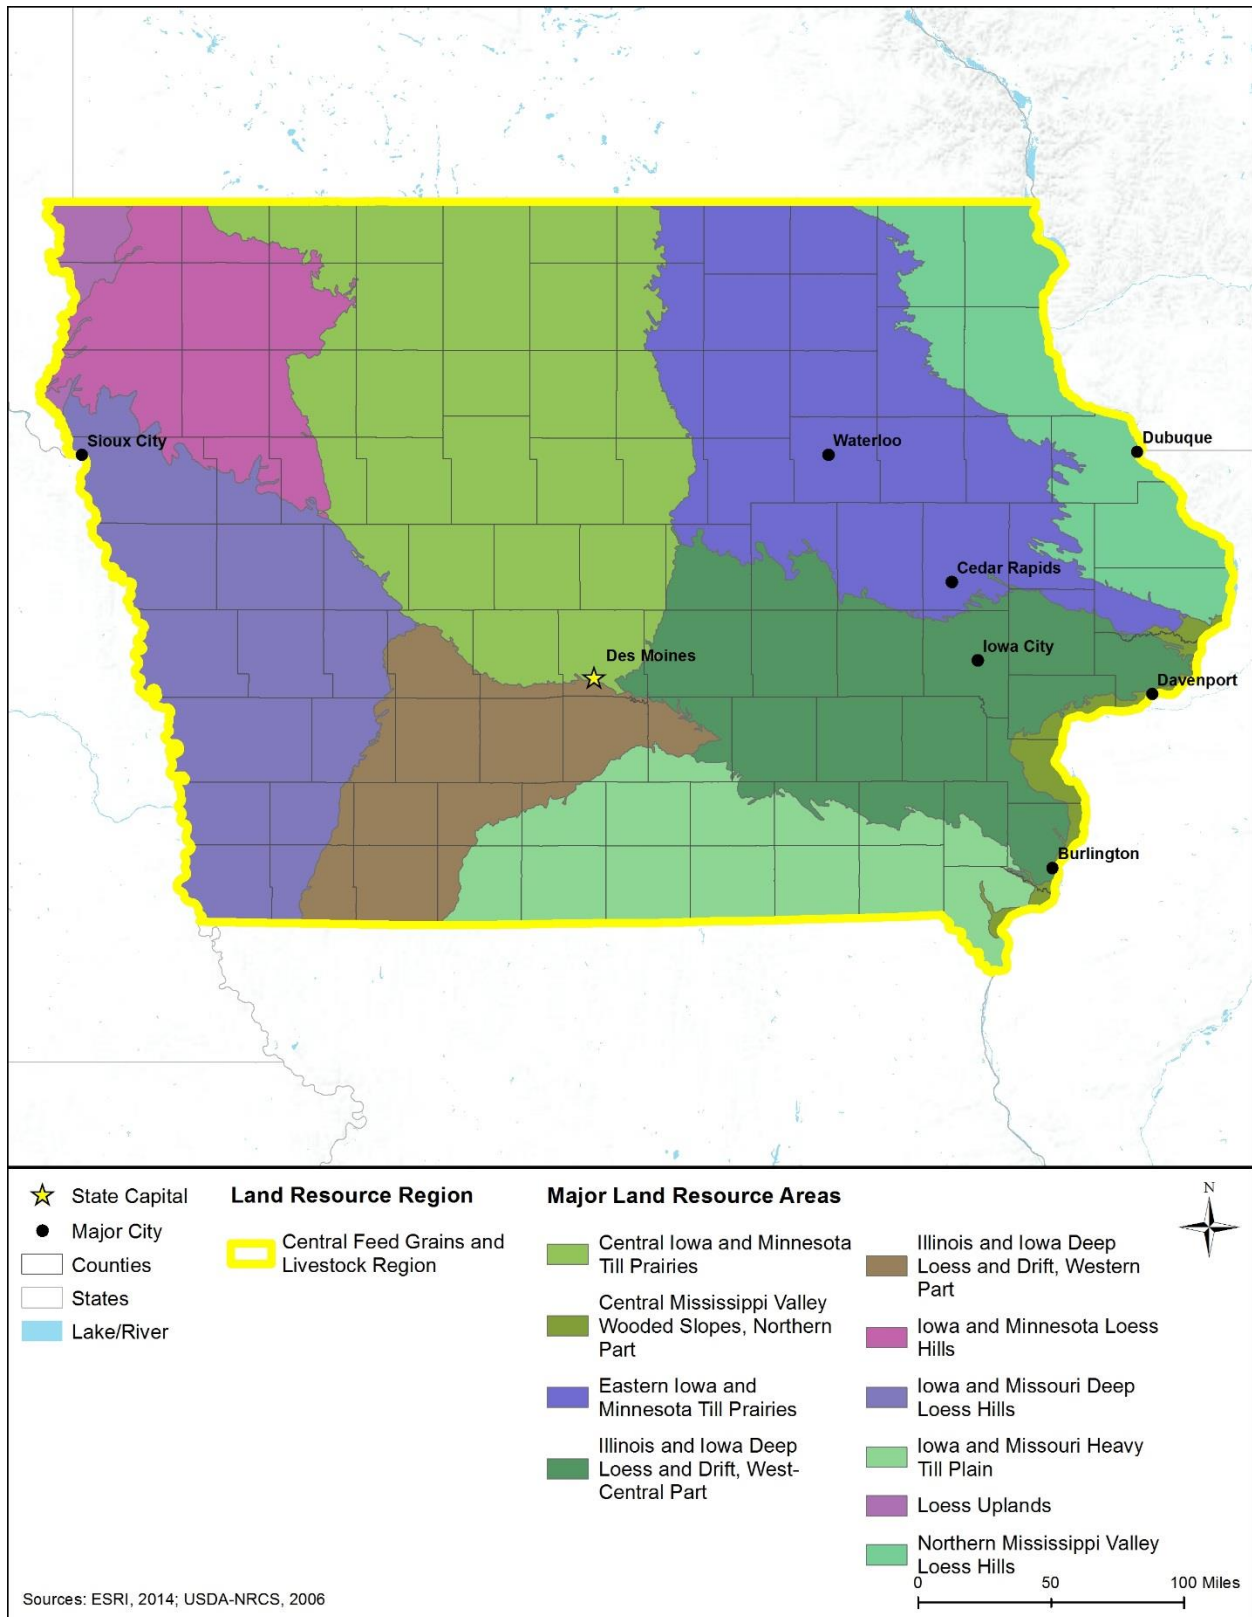 Sioux City
Waterloo
Dubuque
Cedar Rapids
Iowa City
Des Moines
Davenport
Burlington
State Capital
Major City
Counties
States
Lake/River
Land Resource Region
Central Feed Grains and
Livestock Region
Major Land Resource Areas
Central Iowa and Minnesota
Till Prairies
Central Mississippi Valley
Wooded Slopes, Northern
Part
Eastern Iowa and
Minnesota Till Prairies
Illinois and Iowa Deep
Loess and Drift, West-
Central Part
Illinois and Iowa Deep
Loess and Drift, Western
Part
Iowa and Minnesota Loess
Hills
Iowa and Missouri Deep
Loess Hills
Iowa and Missouri Heavy
Till Plain
Loess Uplands
Northern Mississippi Valley
Loess Hills
N
0 50 100 Miles
Sources: ESRI, 2014; USDA-NRCS, 2006